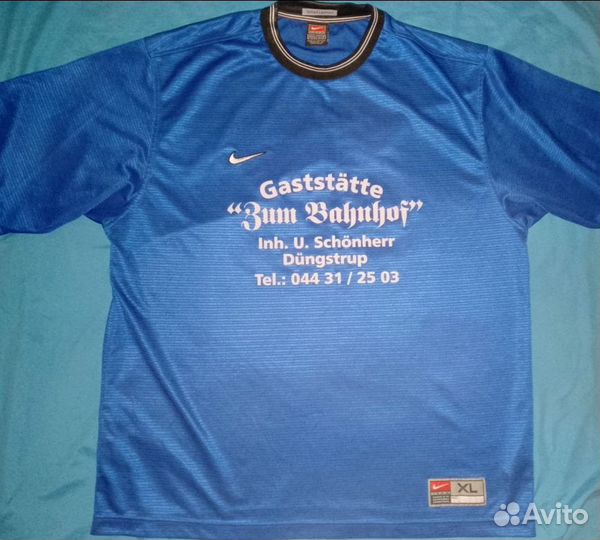 Gaststätte
"Zum Bahnhof"
Inh. U. Schönherr
Düngstrup
Tel.: 044 31 / 25 03
XL
Avito